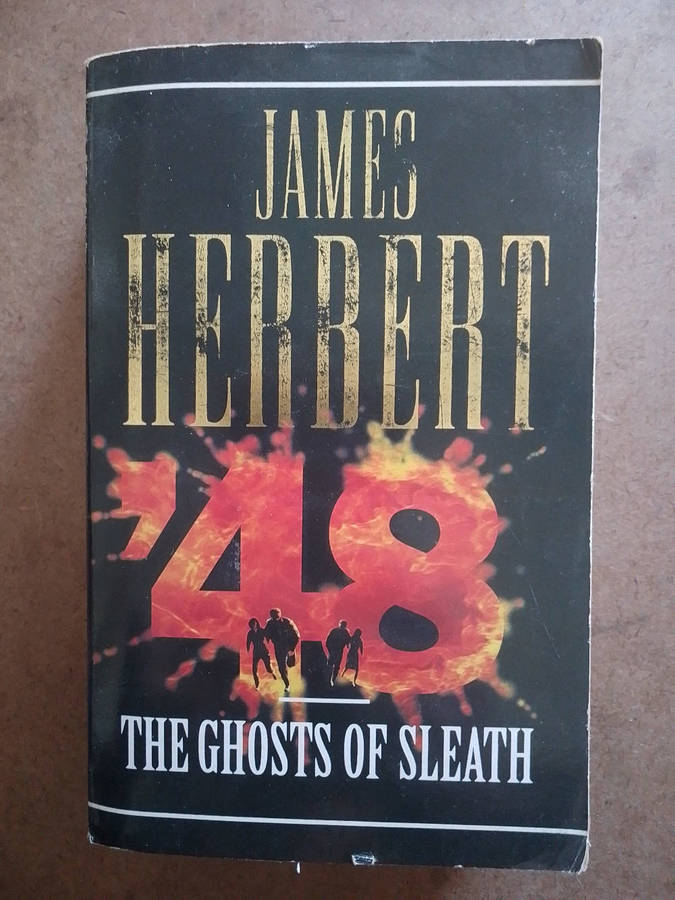 JAMES
HERBERT
'48
THE GHOSTS OF SLEATH